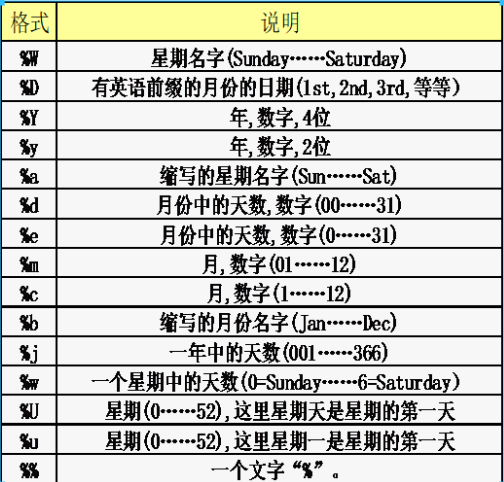 格式 说明
%W 星期名字(Sunday……Saturday)
%D 有英语前缀的月份的日期(1st,2nd,3rd,等等)
%Y 年,数字,4位
%y 年,数字,2位
%a 缩写的星期名字(Sun……Sat)
%d 月份中的天数,数字(00……31)
%e 月份中的天数,数字(0……31)
%m 月,数字(01……12)
%c 月,数字(1……12)
%b 缩写的月份名字(Jan……Dec)
%j 一年中的天数(001……366)
%w 一个星期中的天数(0=Sunday……6=Saturday)
%U 星期(0……52),这里星期天是星期的第一天
%u 星期(0……52),这里星期一是星期的第一天
%% 一个文字“%”。